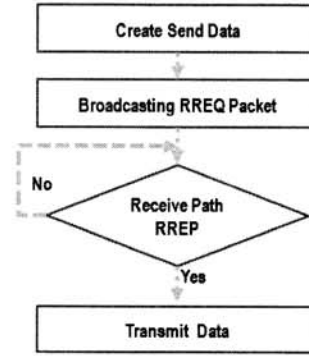 Create Send Data
Broadcasting RREQ Packet
No
Receive Path
RREP
Yes
Transmit Data